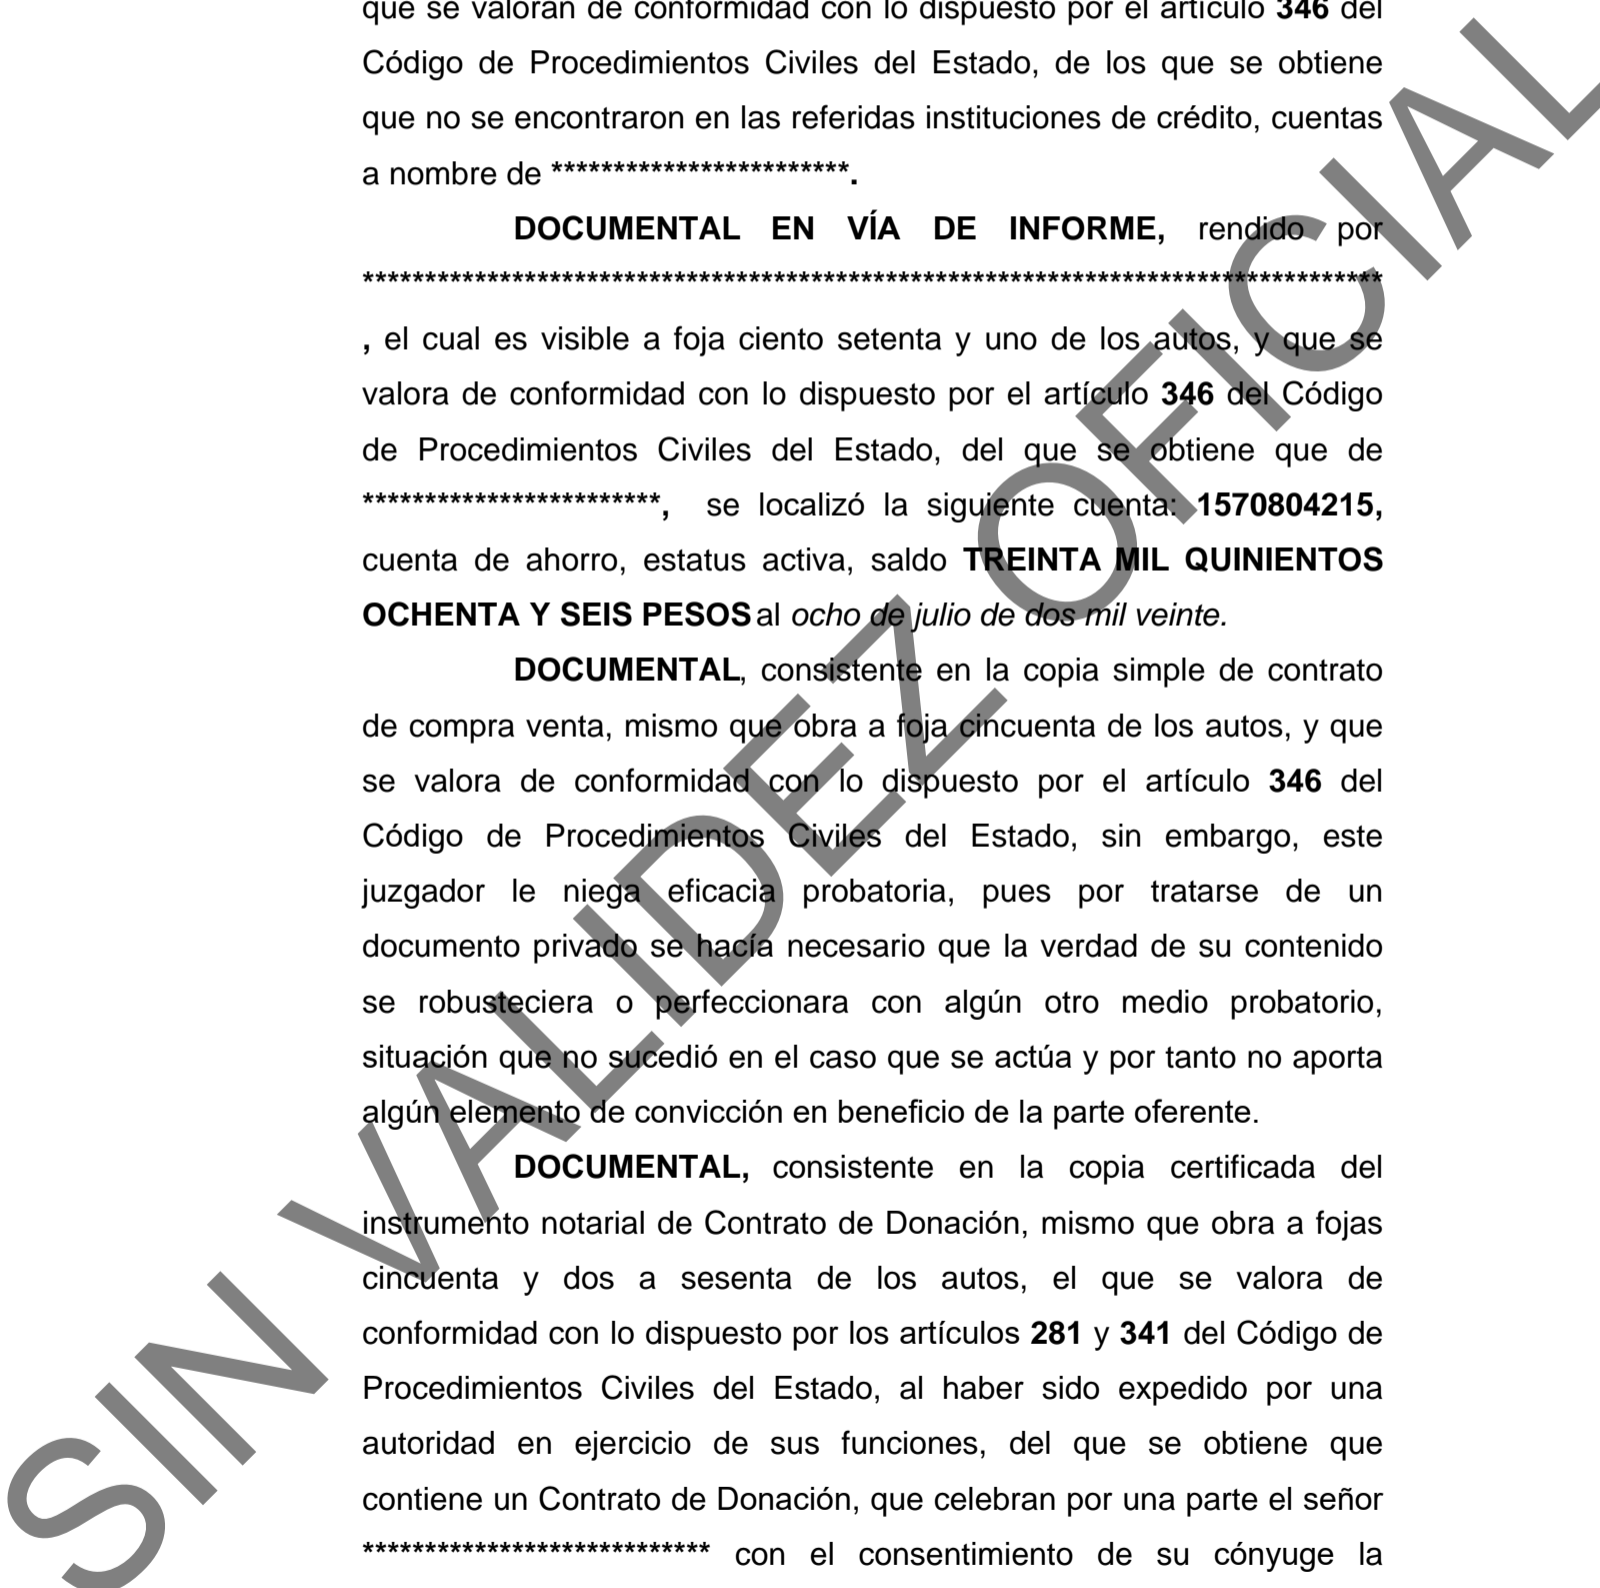 que se valoran de conformidad con lo dispuesto por el artículo 346 del
Código de Procedimientos Civiles del Estado, de los que se obtiene
que no se encontraron en las referidas instituciones de crédito, cuentas
a nombre de ************************.
DOCUMENTAL EN VÍA DE INFORME, rendido por
**********************************************************************************
, el cual es visible a foja ciento setenta y uno de los autos, y que se
valora de conformidad con lo dispuesto por el artículo 346 del Código
de Procedimientos Civiles del Estado, del que se obtiene que de
************************, se localizó la siguiente cuenta: 1570804215,
cuenta de ahorro, estatus activa, saldo TREINTA MIL QUINIENTOS
OCHENTA Y SEIS PESOS al ocho de julio de dos mil veinte.
DOCUMENTAL, consistente en la copia simple de contrato
de compra venta, mismo que obra a foja cincuenta de los autos, y que
se valora de conformidad con lo dispuesto por el artículo 346 del
Código de Procedimientos Civiles del Estado, sin embargo, este
juzgador le niega eficacia probatoria, pues por tratarse de un
documento privado se hacía necesario que la verdad de su contenido
se robusteciera o perfeccionara con algún otro medio probatorio,
situación que no sucedió en el caso que se actúa y por tanto no aporta
algún elemento de convicción en beneficio de la parte oferente.
DOCUMENTAL, consistente en la copia certificada del
instrumento notarial de Contrato de Donación, mismo que obra a fojas
cincuenta y dos a sesenta de los autos, el que se valora de
conformidad con lo dispuesto por los artículos 281 y 341 del Código de
Procedimientos Civiles del Estado, al haber sido expedido por una
autoridad en ejercicio de sus funciones, del que se obtiene que
contiene un Contrato de Donación, que celebran por una parte el señor
**************************** con el consentimiento de su cónyuge la
SIN VALIDEZ OFICIAL